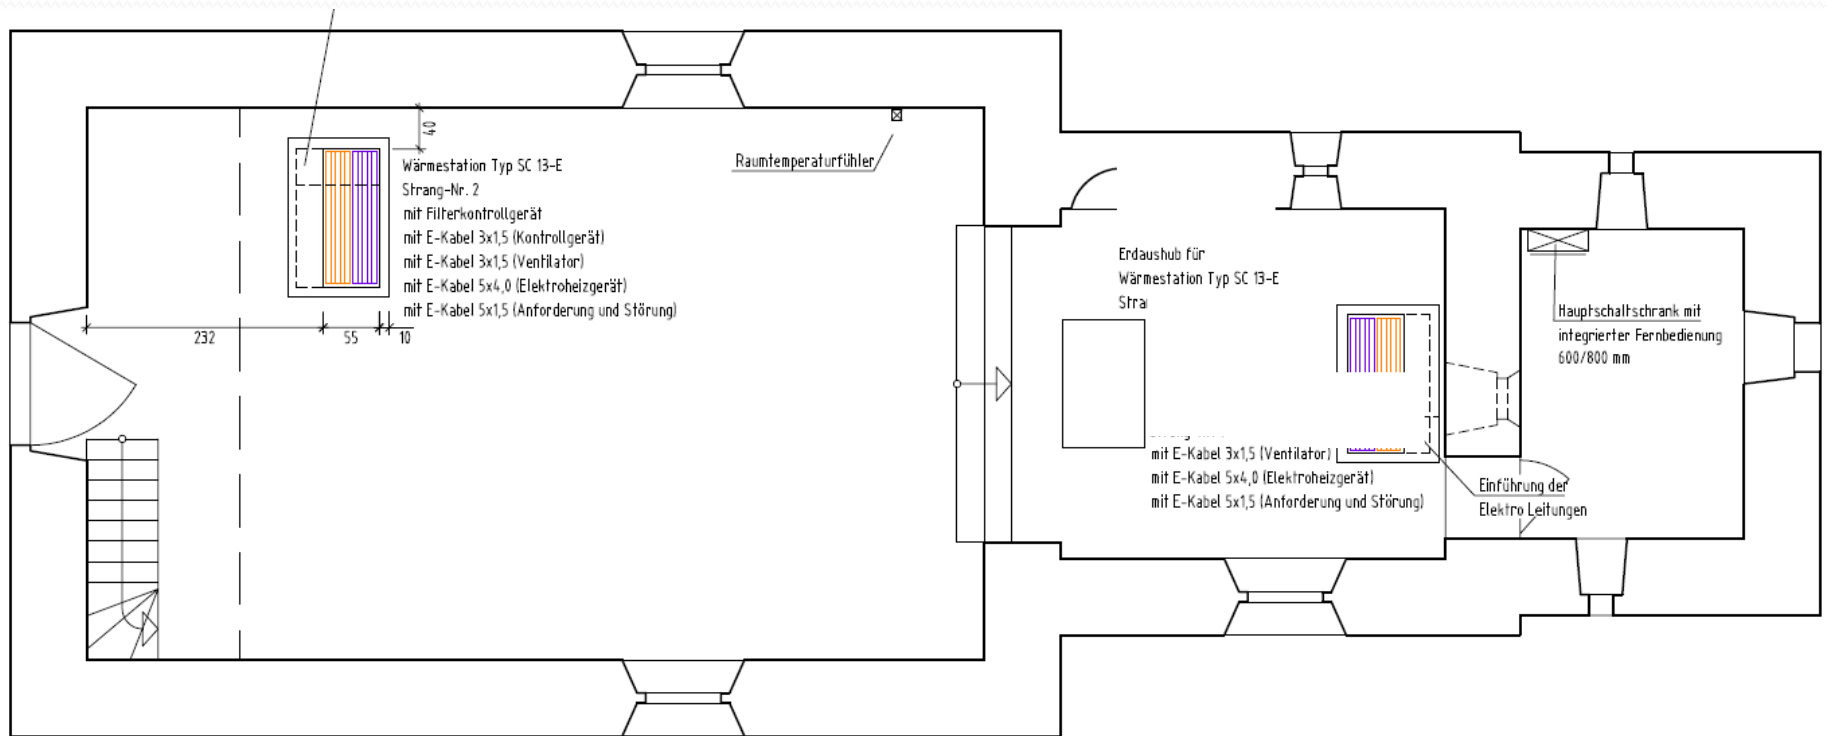 40
Wärmestation Typ SC 13-E
Strang-Nr. 2
mit Filterkontrollgerät
mit E-Kabel 3x1,5 (Kontrollgerät)
mit E-Kabel 3x1,5 (Ventilator)
mit E-Kabel 5x4,0 (Elektroheizgerät)
mit E-Kabel 5x1,5 (Anforderung und Störung)
232
55
10
Raumtemperaturfühler
Erdaushub für
Wärmestation Typ SC 13-E
mit E-Kabel 3x1,5 (Ventilator)
mit E-Kabel 5x4,0 (Elektroheizgerät)
mit E-Kabel 5x1,5 (Anforderung und Störung)
Einführung der
Elektro Leitungen
Hauptschaltschrank mit
integrierter Fernbedienung
600/800 mm